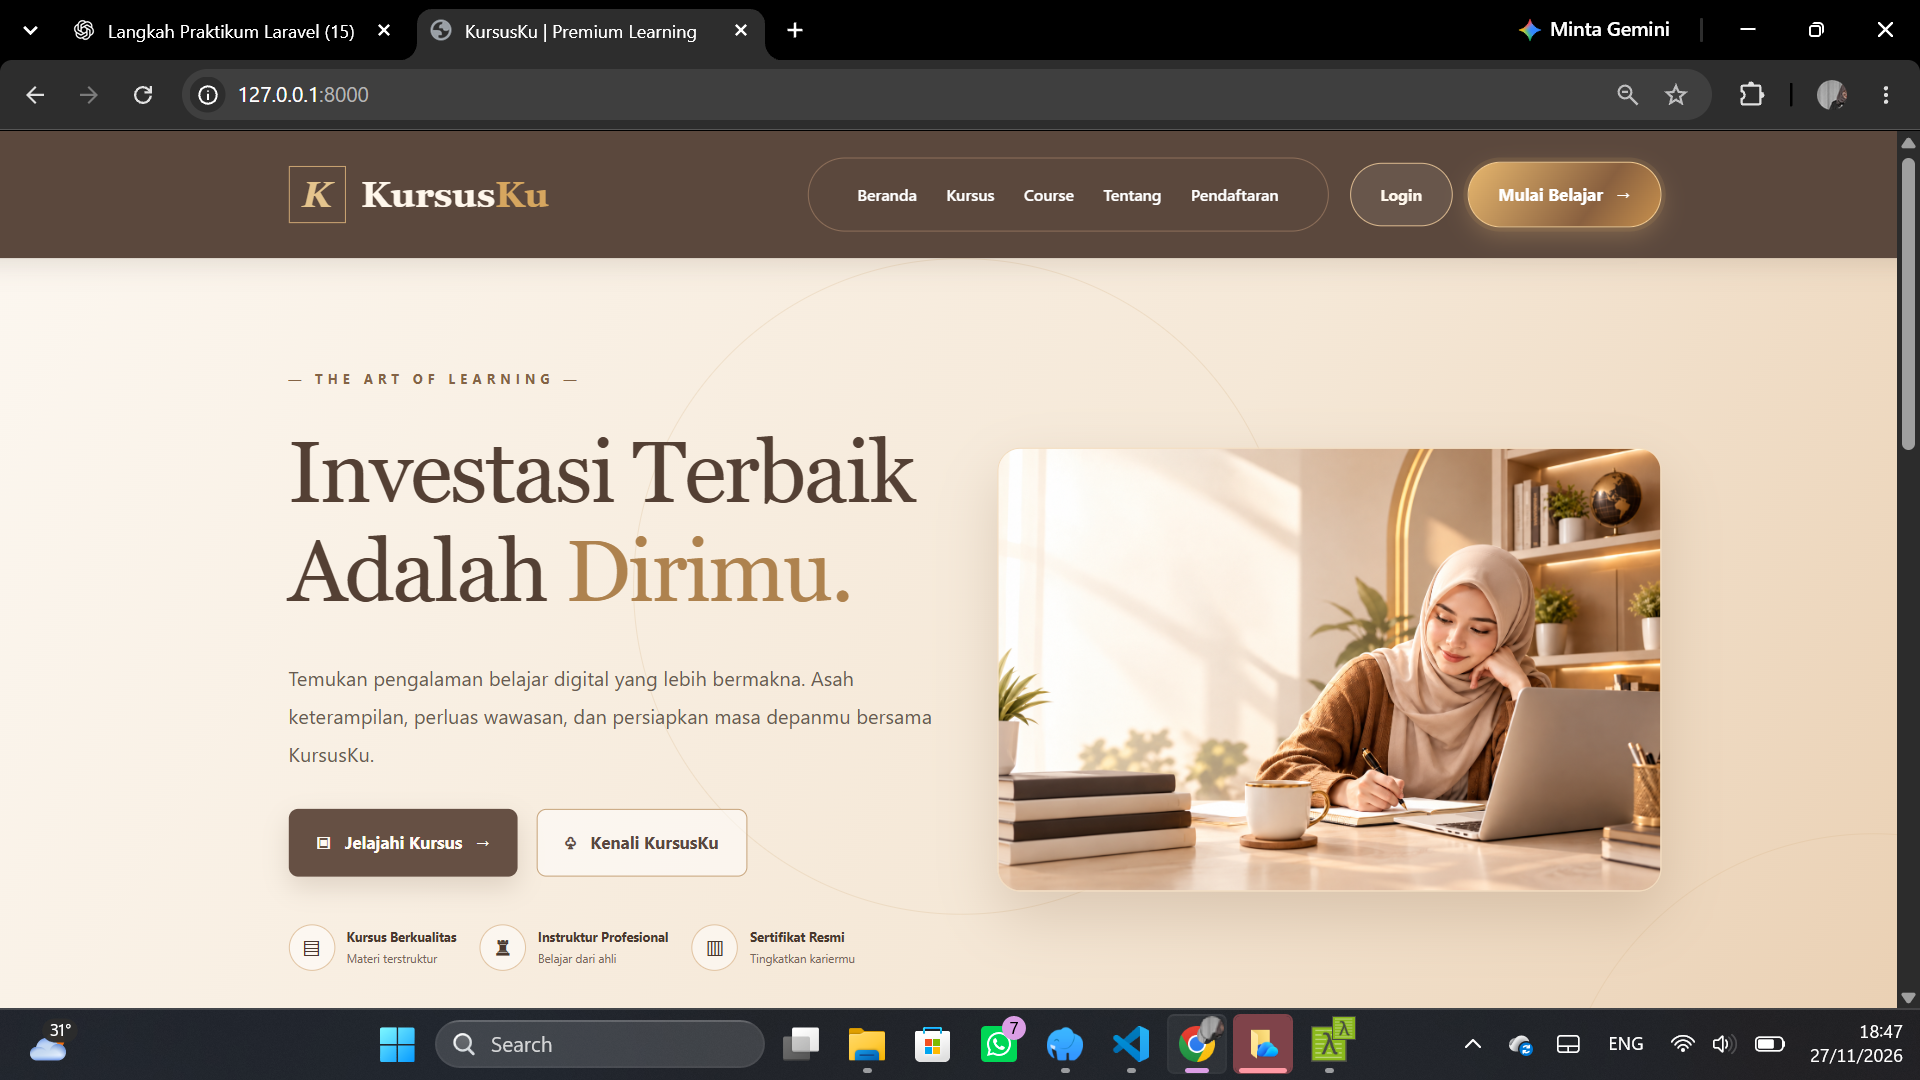 Langkah Praktikum Laravel (15)
KursusKu | Premium Learning
Minta Gemini
127.0.0.1:8000
K KursusKu
Beranda Kursus Course Tentang Pendaftaran
Login
Mulai Belajar →
— THE ART OF LEARNING —
Investasi Terbaik
Adalah Dirimu.
Temukan pengalaman belajar digital yang lebih bermakna. Asah
keterampilan, perluas wawasan, dan persiapkan masa depanmu bersama
KursusKu.
Jelajahi Kursus →
Kenali KursusKu
Kursus Berkualitas
Materi terstruktur
Instruktur Profesional
Belajar dari ahli
Sertifikat Resmi
Tingkatkan kariermu
31°
Search
7
ENG
18:47
27/11/2026